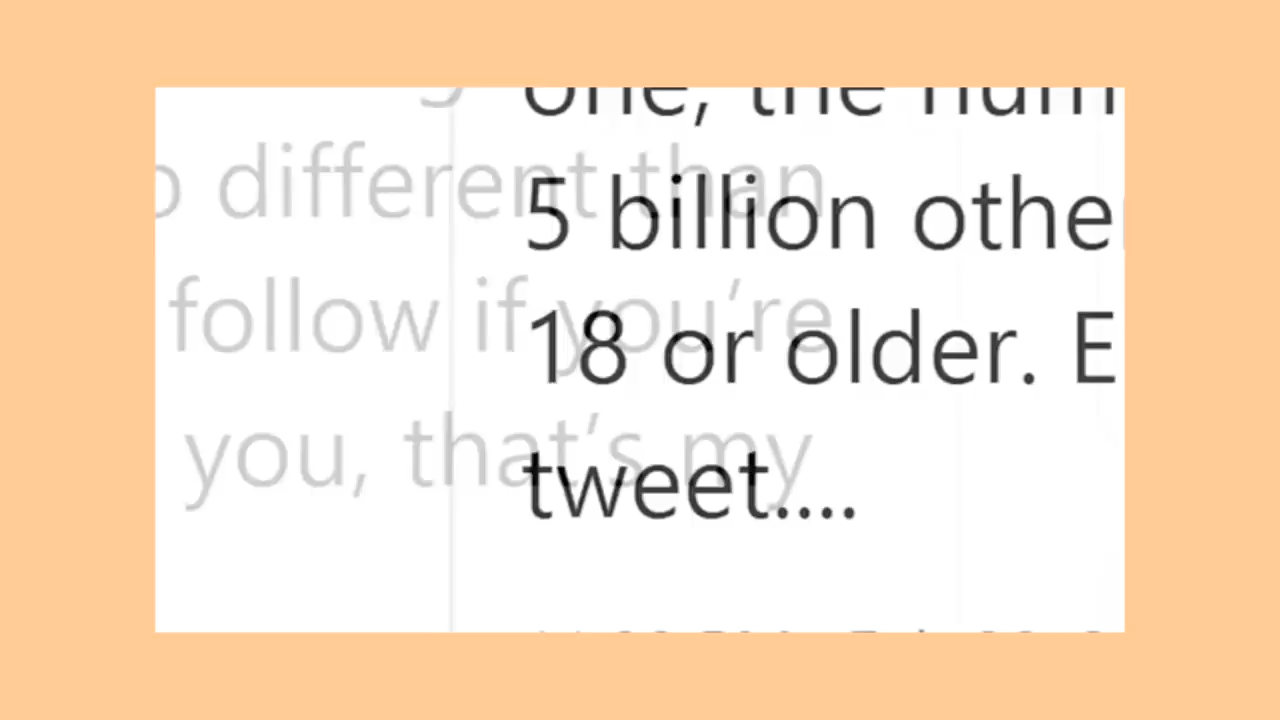 one, the num
different than
5 billion othe
follow if you're
18 or older. E
you, that's my
tweet....